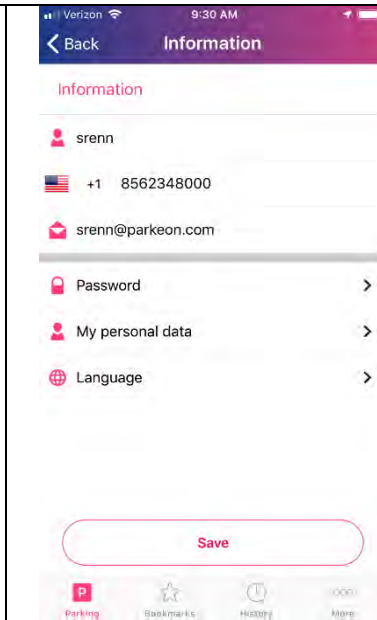 Verizon 9:30 AM
Back Information
Information
srenn
+1 8562348000
srenn@parkeon.com
Password
My personal data
Language
Save
P
Parking Bookmarks History More